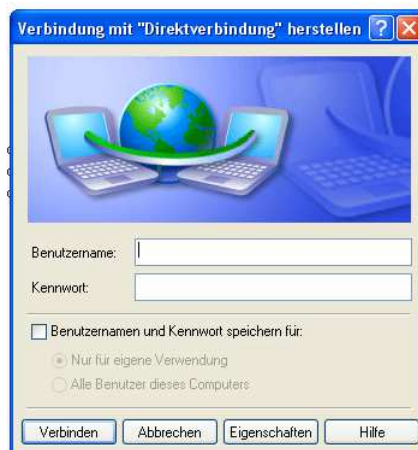 Verbindung mit "Direktverbindung" herstellen
Benutzername:
Kennwort:
Benutzernamen und Kennwort speichern für:
Nur für eigene Verwendung
Alle Benutzer dieses Computers
Verbinden Abbrechen Eigenschaften Hilfe